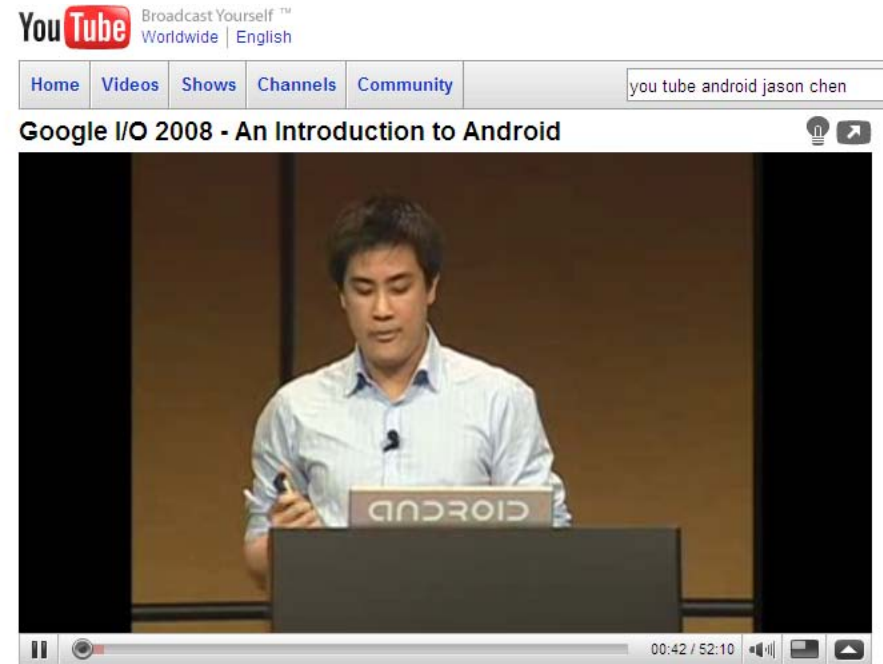 YouTube
Broadcast Yourself ™
Worldwide | English
Home Videos Shows Channels Community
you tube android jason chen
Google I/O 2008 - An Introduction to Android
ANDROID
00:42 / 52:10